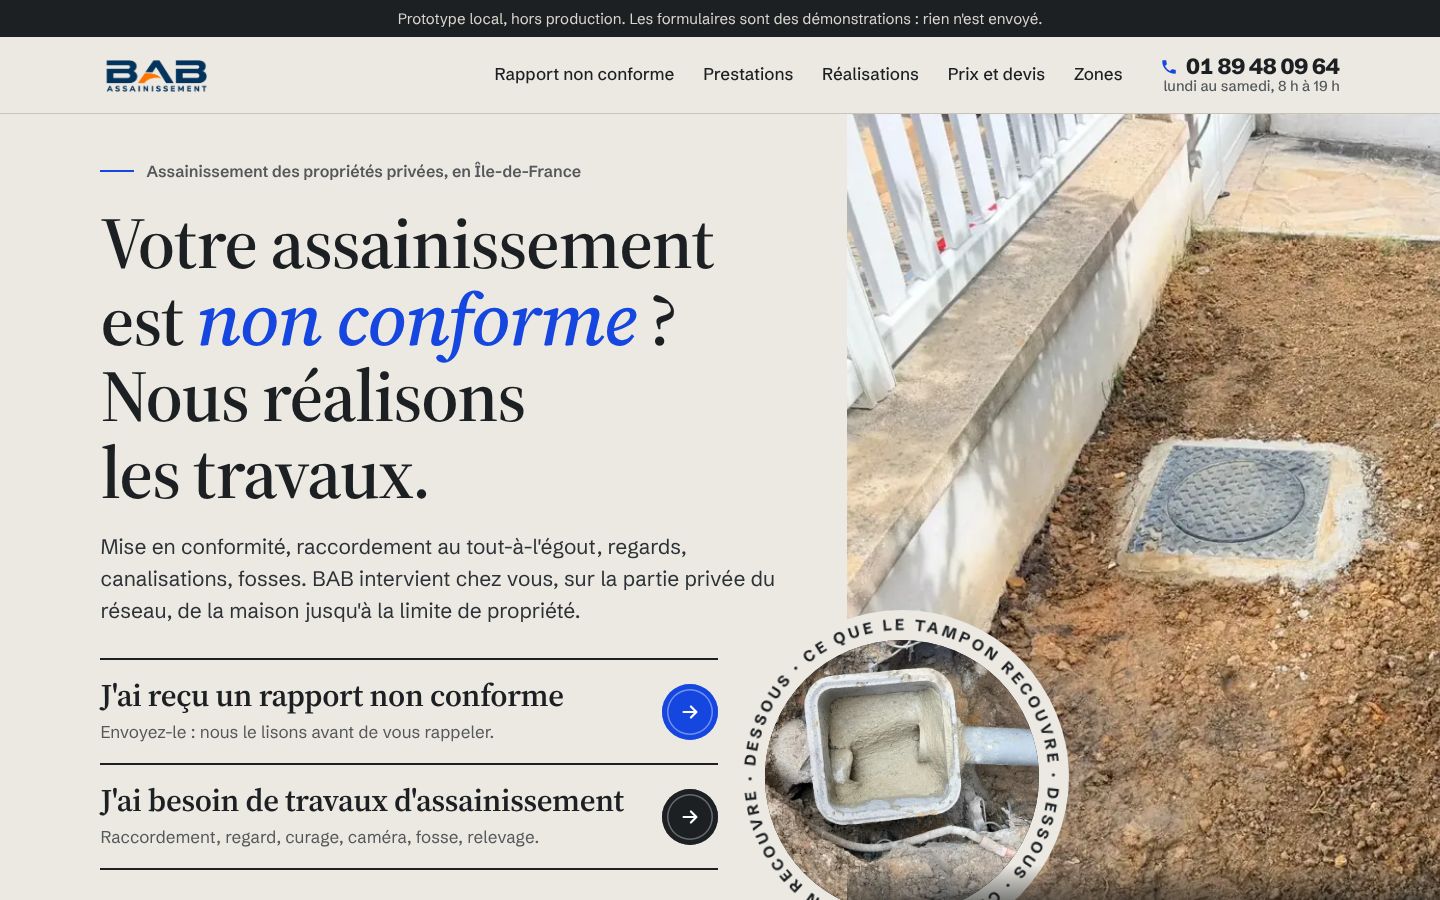 Prototype local, hors production. Les formulaires sont des démonstrations : rien n'est envoyé.
BAB
ASSAINISSEMENT
Rapport non conforme
Prestations
Réalisations
Prix et devis
Zones
01 89 48 09 64
lundi au samedi, 8 h à 19 h
Assainissement des propriétés privées, en Île-de-France
Votre assainissement
est non conforme ?
Nous réalisons
les travaux.
Mise en conformité, raccordement au tout-à-l'égout, regards,
canalisations, fosses. BAB intervient chez vous, sur la partie privée du
réseau, de la maison jusqu'à la limite de propriété.
J'ai reçu un rapport non conforme
Envoyez-le : nous le lisons avant de vous rappeler.
J'ai besoin de travaux d'assainissement
Raccordement, regard, curage, caméra, fosse, relevage.
DESSOUS · CE QUE LE TAMPON RECOUVRE · DESSOUS ·
RECOUVRE ·